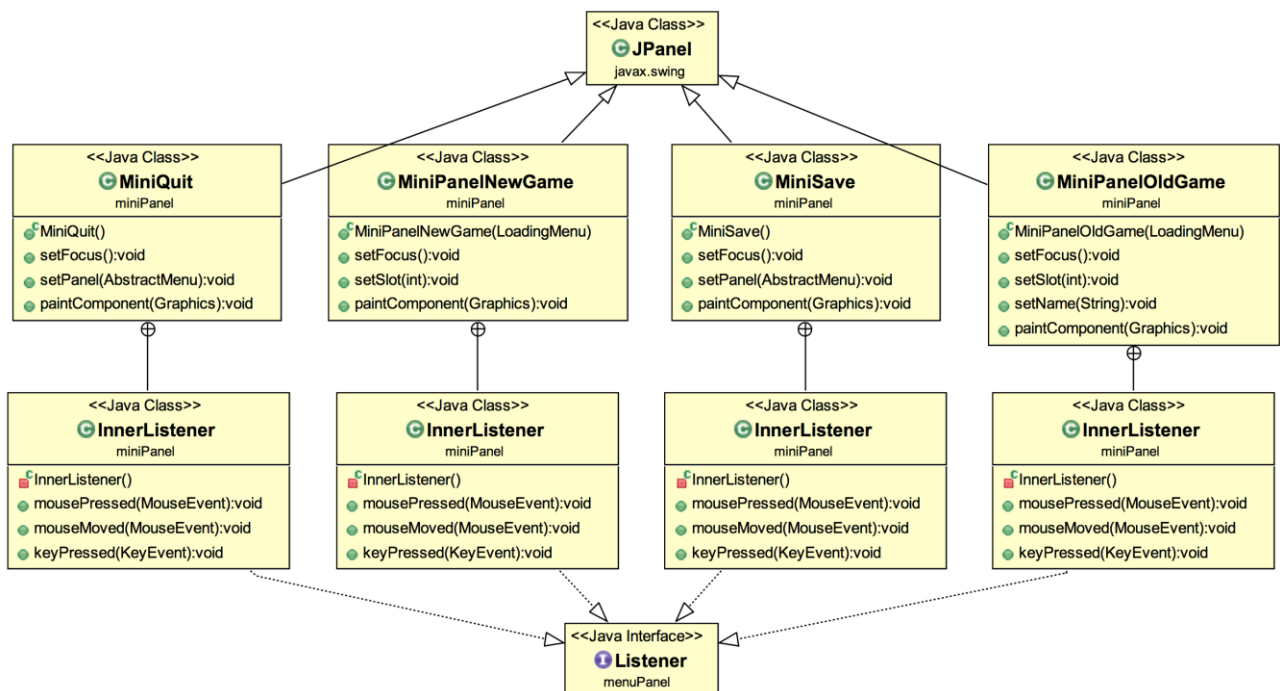 <<Java Class>>
JPanel
javax.swing
<<Java Class>>
MiniQuit
miniPanel
MiniQuit()
setFocus():void
setPanel(AbstractMenu):void
paintComponent(Graphics):void
<<Java Class>>
MiniPanelNewGame
miniPanel
MiniPanelNewGame(LoadingMenu)
setFocus():void
setSlot(int):void
paintComponent(Graphics):void
<<Java Class>>
MiniSave
miniPanel
MiniSave()
setFocus():void
setPanel(AbstractMenu):void
paintComponent(Graphics):void
<<Java Class>>
MiniPanelOldGame
miniPanel
MiniPanelOldGame(LoadingMenu)
setFocus():void
setSlot(int):void
setName(String):void
paintComponent(Graphics):void
<<Java Class>>
InnerListener
miniPanel
InnerListener()
mousePressed(MouseEvent):void
mouseMoved(MouseEvent):void
keyPressed(KeyEvent):void
<<Java Class>>
InnerListener
miniPanel
InnerListener()
mousePressed(MouseEvent):void
mouseMoved(MouseEvent):void
keyPressed(KeyEvent):void
<<Java Class>>
InnerListener
miniPanel
InnerListener()
mousePressed(MouseEvent):void
mouseMoved(MouseEvent):void
keyPressed(KeyEvent):void
<<Java Class>>
InnerListener
miniPanel
InnerListener()
mousePressed(MouseEvent):void
mouseMoved(MouseEvent):void
keyPressed(KeyEvent):void
<<Java Interface>>
Listener
menuPanel